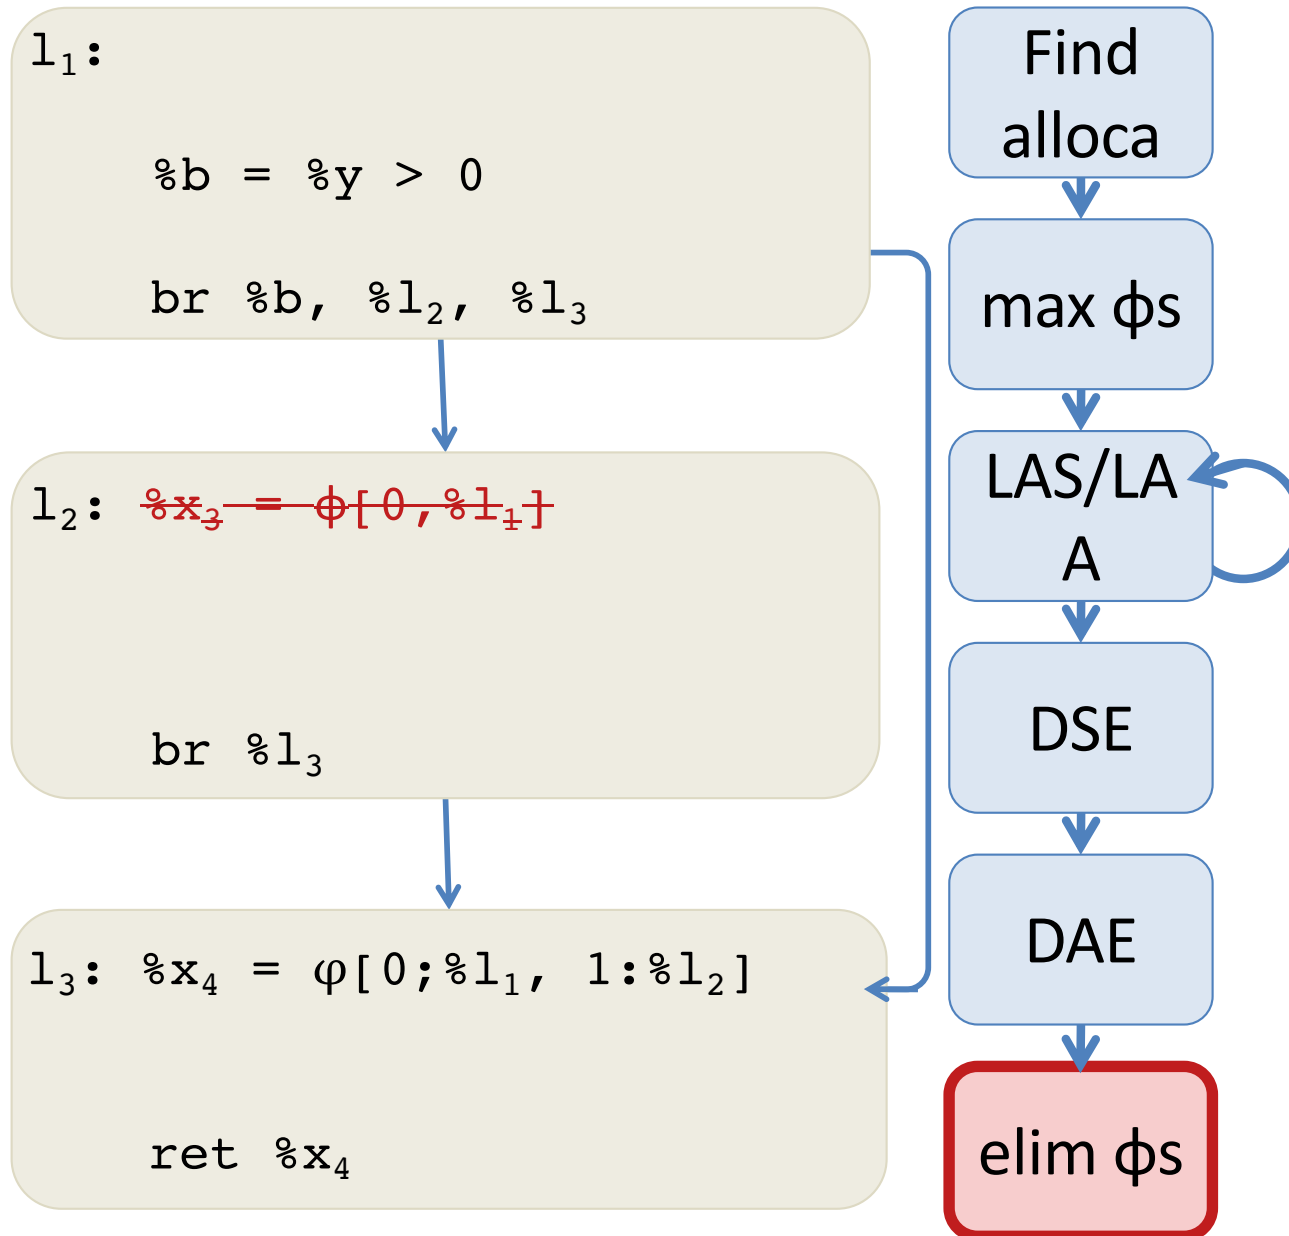 l₁:
%b = %y > 0
br %b, %l₂, %l₃
l₂: %x₃ = ϕ[0,%l₁]
br %l₃
l₃: %x₄ = φ[0;%l₁, 1:%l₂]
ret %x₄
Find
alloca
max ϕs
LAS/LA
A
DSE
DAE
elim ϕs